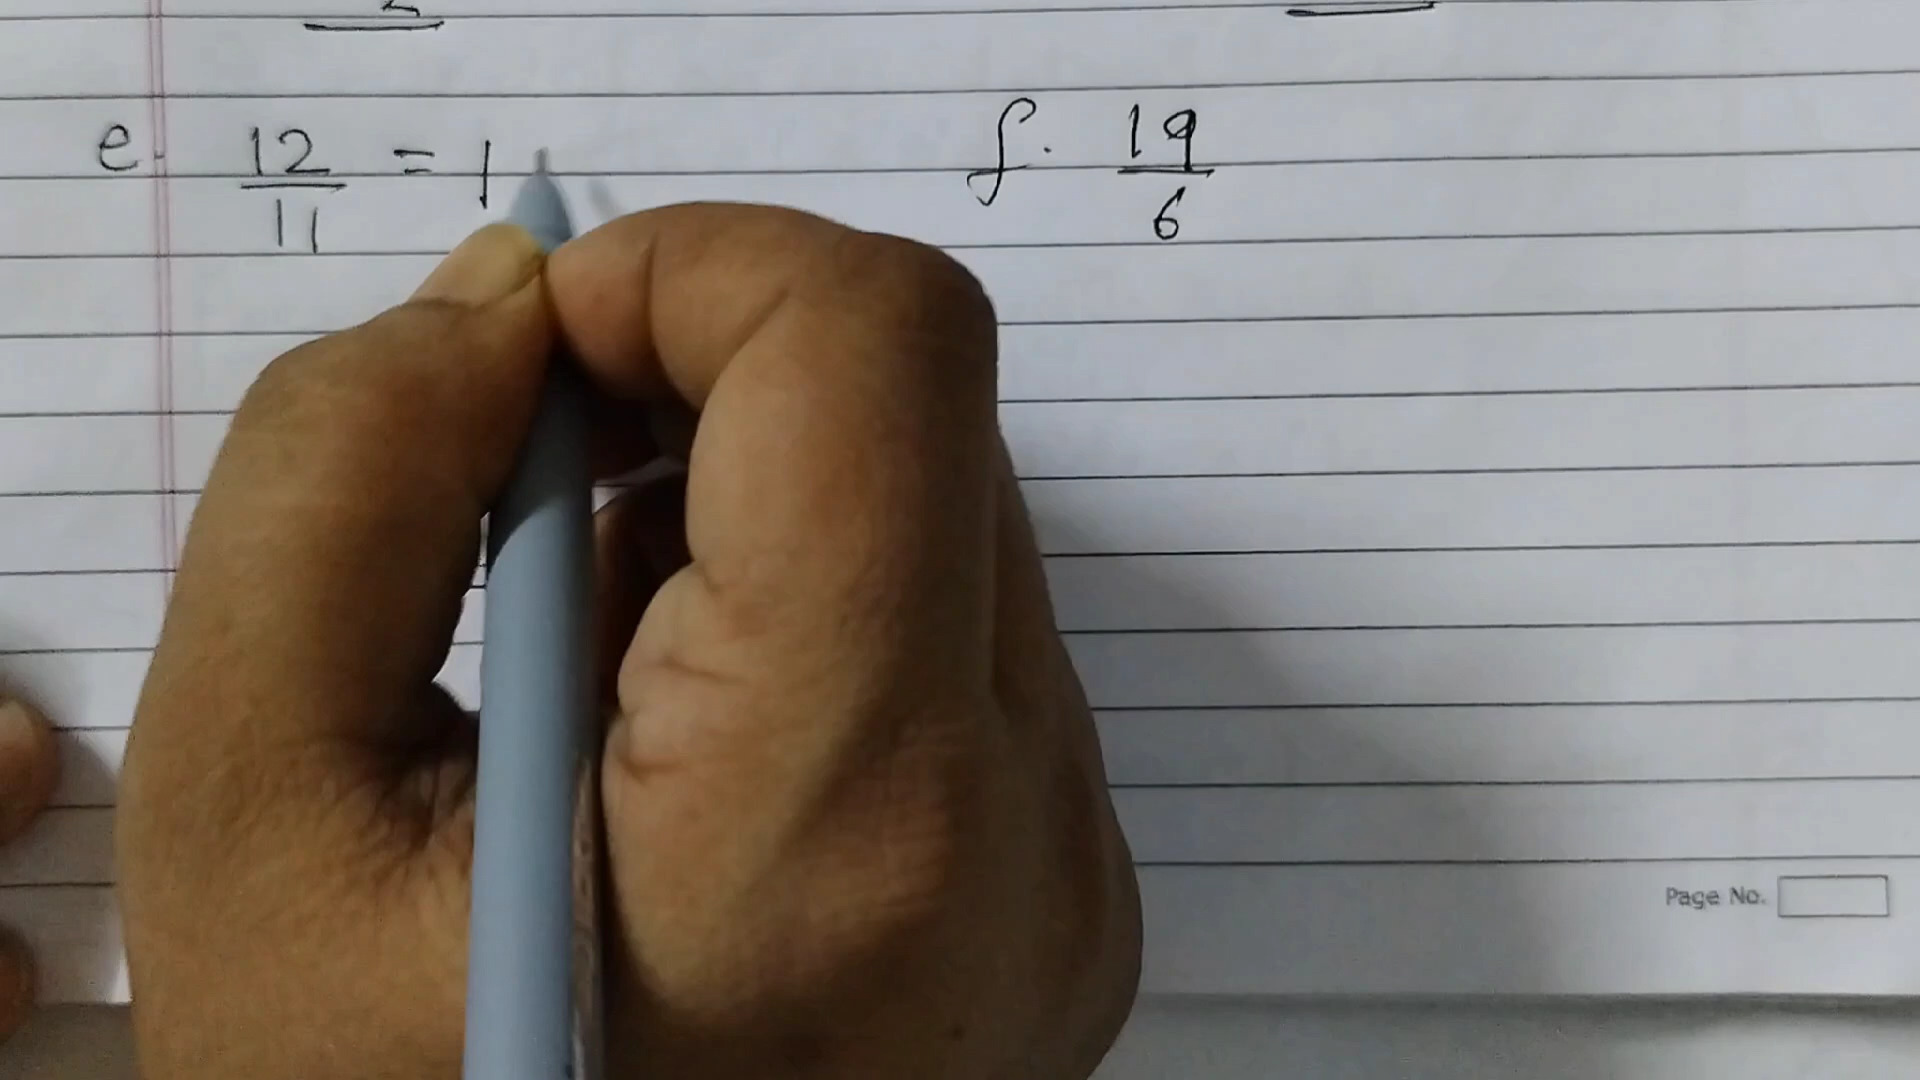 e. 12/11 = 1
f. 19/6
Page No.